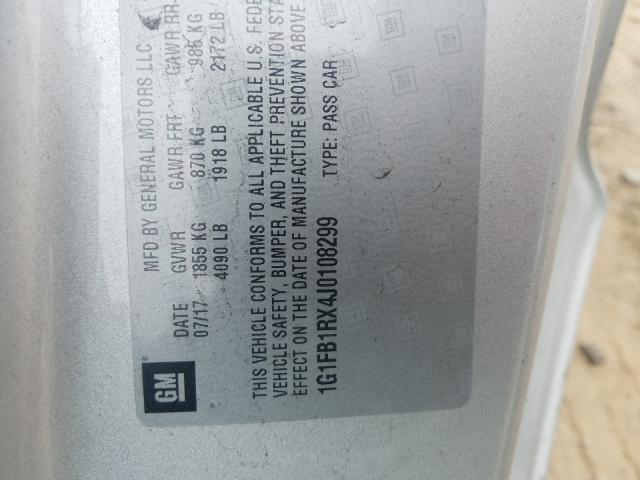 GM
MFD BY GENERAL MOTORS LLC
DATE GVWR GAWR FRT GAWR RR
07/17 1855 KG 870 KG 986 KG
4090 LB 1918 LB 2172 LB
THIS VEHICLE CONFORMS TO ALL APPLICABLE U.S. FEDE
VEHICLE SAFETY, BUMPER, AND THEFT PREVENTION STA
EFFECT ON THE DATE OF MANUFACTURE SHOWN ABOVE.
1G1FB1RX4J0108299 TYPE: PASS CAR